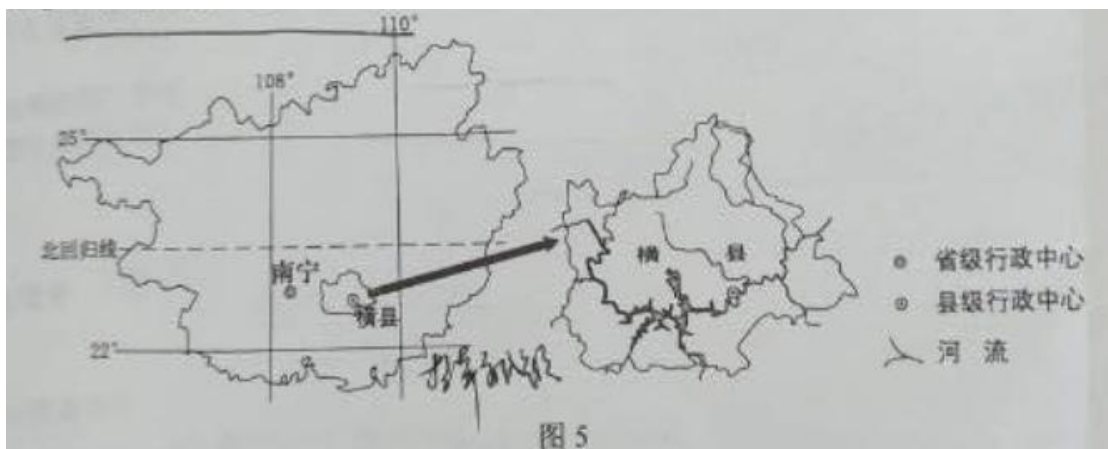 110°
108°
25°
北回归线
南宁
横县
22°
横 县
省级行政中心
县级行政中心
河 流
图 5